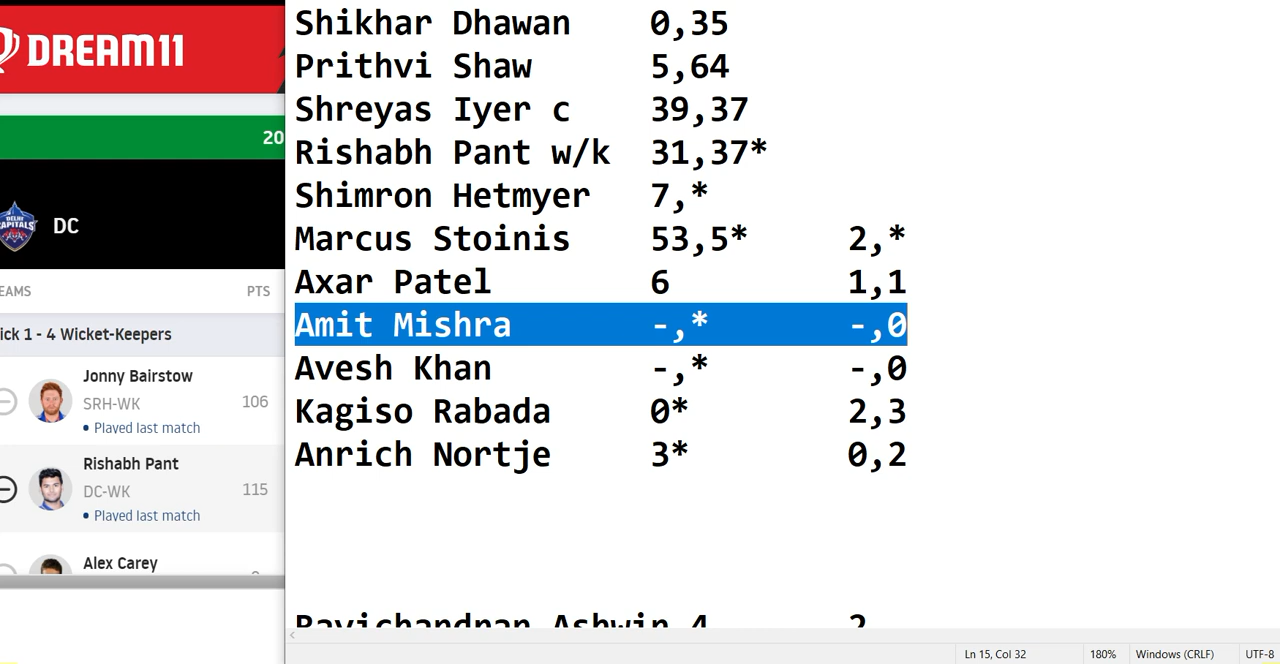 DREAM11
20
DC
EAMS PTS
ick 1 - 4 Wicket-Keepers
Jonny Bairstow
SRH-WK 106
Played last match
Rishabh Pant
DC-WK 115
Played last match
Alex Carey
Shikhar Dhawan 0,35
Prithvi Shaw 5,64
Shreyas Iyer c 39,37
Rishabh Pant w/k 31,37*
Shimron Hetmyer 7,*
Marcus Stoinis 53,5* 2,*
Axar Patel 6 1,1
Amit Mishra -,* -,0
Avesh Khan -,* -,0
Kagiso Rabada 0* 2,3
Anrich Nortje 3* 0,2
Ravichandran Ashwin 4 2
Ln 15, Col 32 180% Windows (CRLF) UTF-8